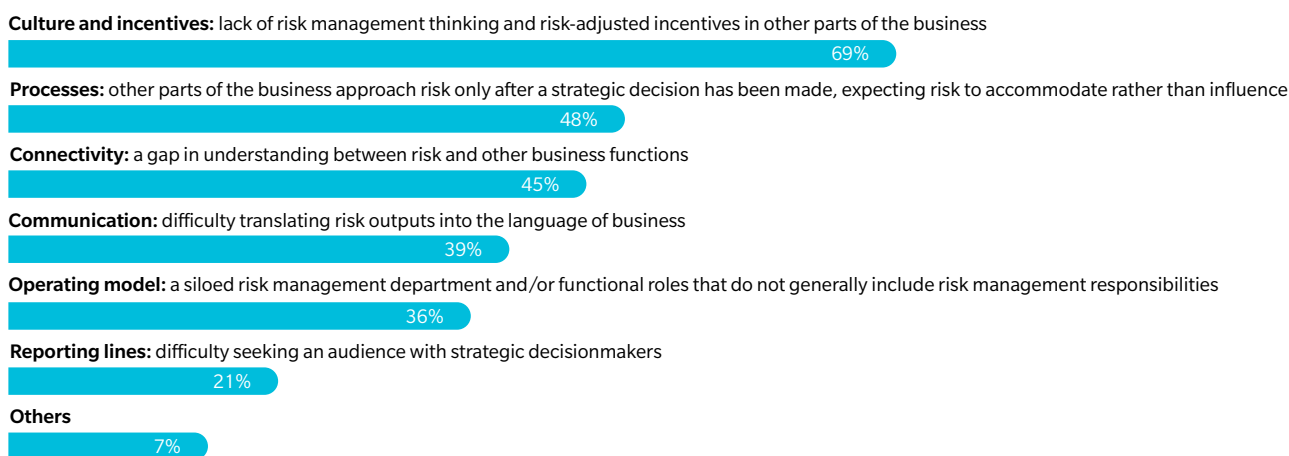 Culture and incentives: lack of risk management thinking and risk-adjusted incentives in other parts of the business
69%
Processes: other parts of the business approach risk only after a strategic decision has been made, expecting risk to accommodate rather than influence
48%
Connectivity: a gap in understanding between risk and other business functions
45%
Communication: difficulty translating risk outputs into the language of business
39%
Operating model: a siloed risk management department and/or functional roles that do not generally include risk management responsibilities
36%
Reporting lines: difficulty seeking an audience with strategic decisionmakers
21%
Others
7%